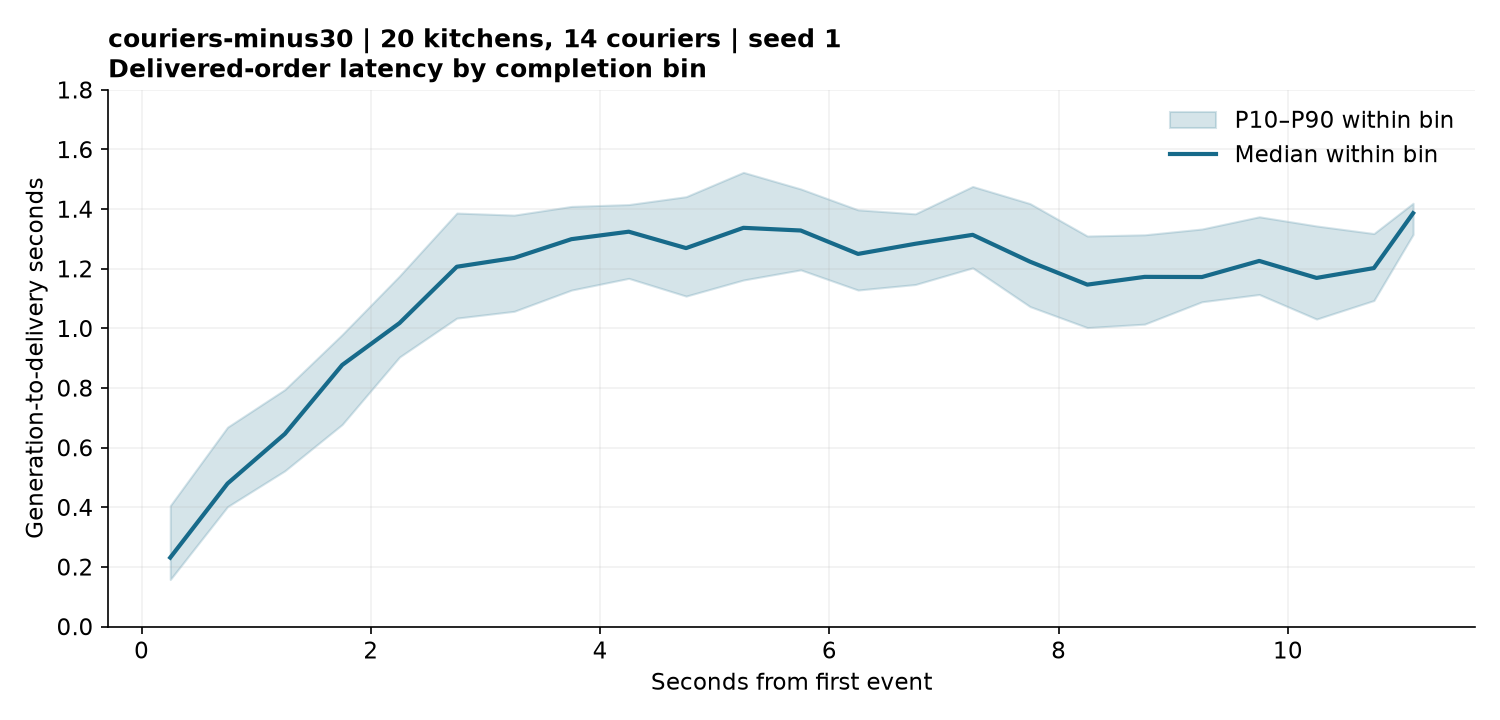 couriers-minus30 | 20 kitchens, 14 couriers | seed 1
Delivered-order latency by completion bin
P10–P90 within bin
Median within bin
Generation-to-delivery seconds
1.8
1.6
1.4
1.2
1.0
0.8
0.6
0.4
0.2
0.0
0 2 4 6 8 10
Seconds from first event